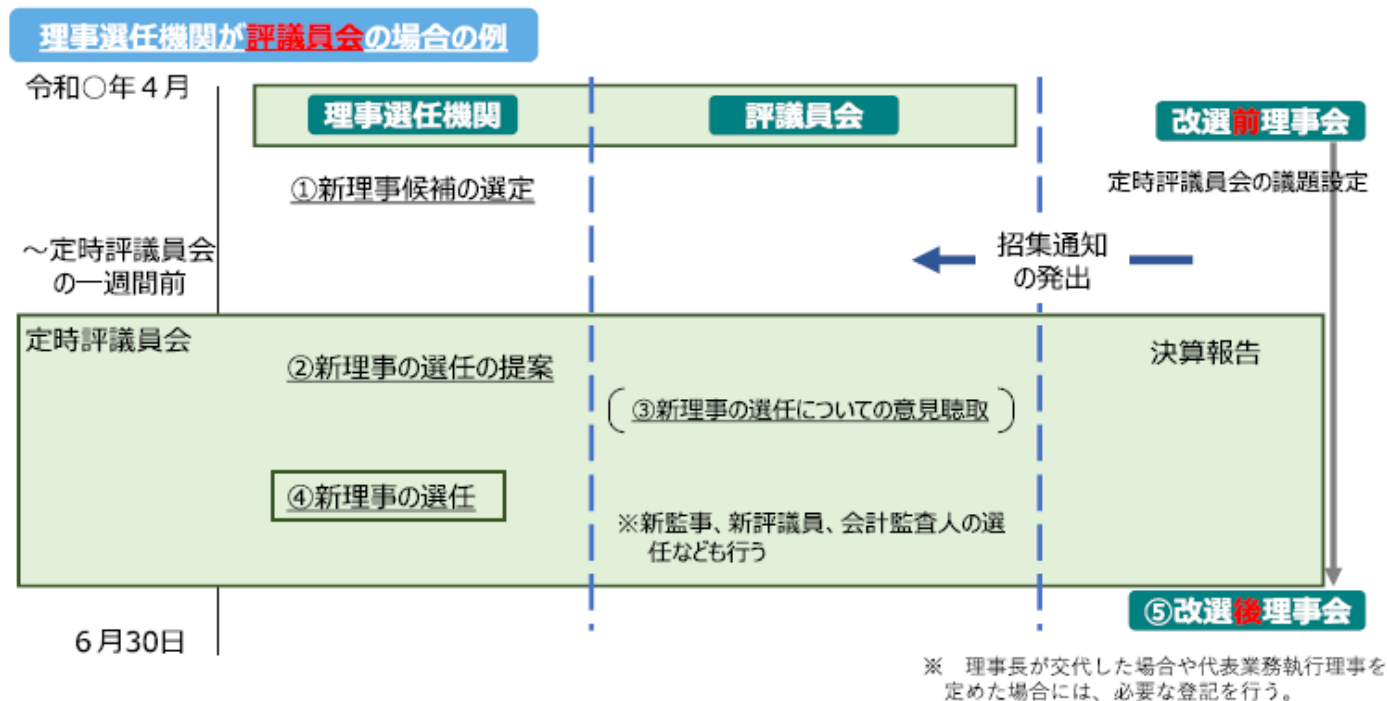 理事選任機関が評議員会の場合の例
令和○年４月
理事選任機関
評議員会
改選前理事会
①新理事候補の選定
定時評議員会の議題設定
～定時評議員会
の一週間前
招集通知
の発出
定時評議員会
②新理事の選任の提案
決算報告
③新理事の選任についての意見聴取
④新理事の選任
※新監事、新評議員、会計監査人の選
任なども行う
⑤改選後理事会
６月30日
※　理事長が交代した場合や代表業務執行理事を
定めた場合には、必要な登記を行う。